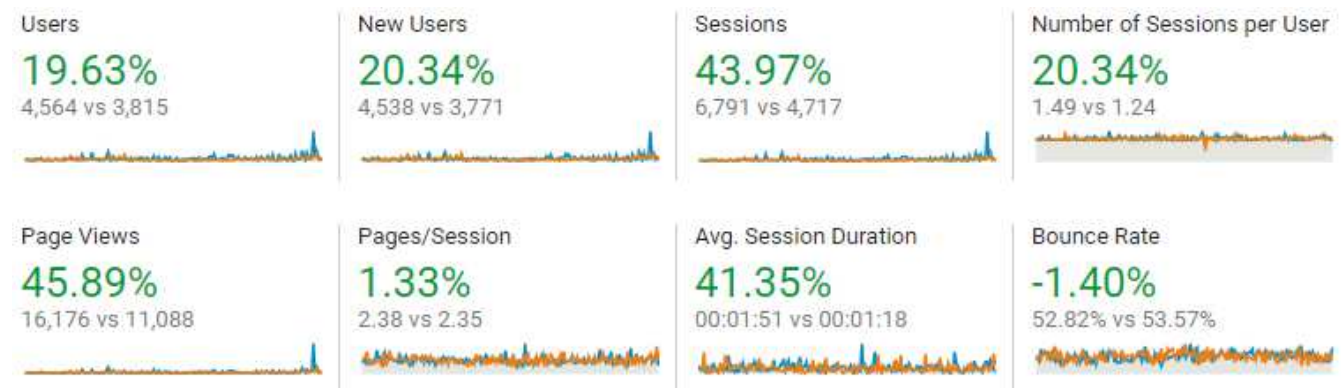 Users
19.63%
4,564 vs 3,815
New Users
20.34%
4,538 vs 3,771
Sessions
43.97%
6,791 vs 4,717
Number of Sessions per User
20.34%
1.49 vs 1.24
Page Views
45.89%
16,176 vs 11,088
Pages/Session
1.33%
2.38 vs 2.35
Avg. Session Duration
41.35%
00:01:51 vs 00:01:18
Bounce Rate
-1.40%
52.82% vs 53.57%